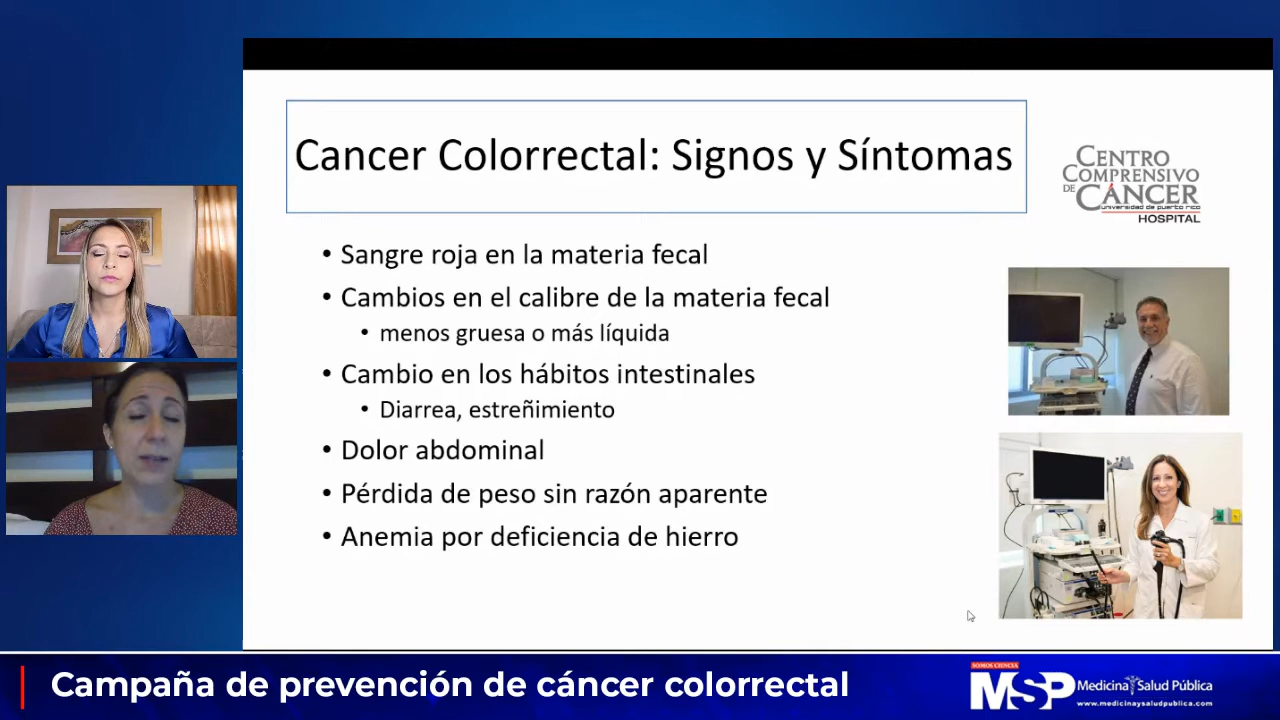 Cancer Colorrectal: Signos y Síntomas
CENTRO
COMPRENSIVO
DE CÁNCER
universidad de puerto rico
HOSPITAL
• Sangre roja en la materia fecal
• Cambios en el calibre de la materia fecal
• menos gruesa o más líquida
• Cambio en los hábitos intestinales
• Diarrea, estreñimiento
• Dolor abdominal
• Pérdida de peso sin razón aparente
• Anemia por deficiencia de hierro
Campaña de prevención de cáncer colorrectal
SOMOS CIENCIA
MSP Medicina y Salud Pública
www.medicinaysaludpublica.com